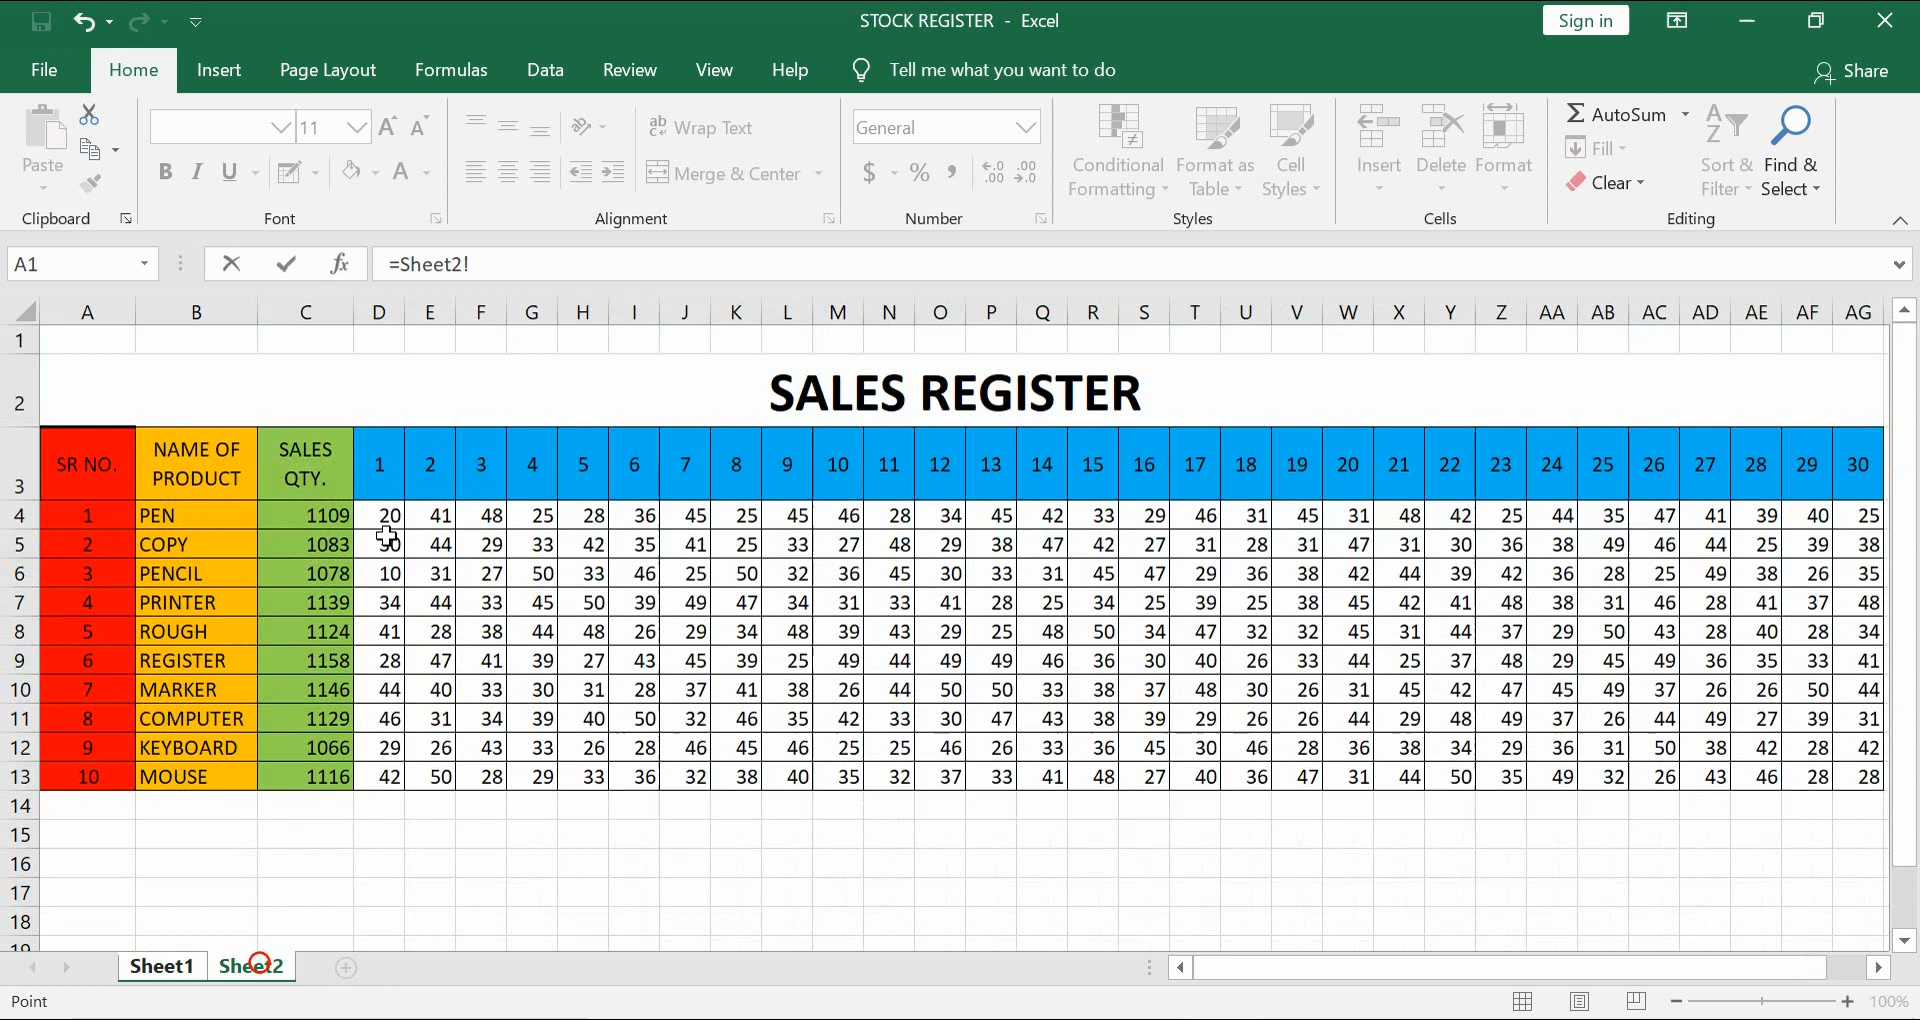 STOCK REGISTER - Excel
Sign in
File Home Insert Page Layout Formulas Data Review View Help Tell me what you want to do Share
Paste
Clipboard
11
B I U
Font
Wrap Text
Merge & Center
Alignment
General
$ % ,
Number
Conditional Formatting
Format as Table
Cell Styles
Styles
Insert Delete Format
Cells
AutoSum
Fill
Clear
Sort & Filter
Find & Select
Editing
A1 fx =Sheet2!
A B C D E F G H I J K L M N O P Q R S T U V W X Y Z AA AB AC AD AE AF AG
1
2 SALES REGISTER
3 SR NO. NAME OF PRODUCT SALES QTY. 1 2 3 4 5 6 7 8 9 10 11 12 13 14 15 16 17 18 19 20 21 22 23 24 25 26 27 28 29 30
4 1 PEN 1109 20 41 48 25 28 36 45 25 45 46 28 34 45 42 33 29 46 31 45 31 48 42 25 44 35 47 41 39 40 25
5 2 COPY 1083 44 29 33 42 35 41 25 33 27 48 29 38 47 42 27 31 28 31 47 31 30 36 38 49 46 44 25 39 38
6 3 PENCIL 1078 10 31 27 50 33 46 25 50 32 36 45 30 33 31 45 47 29 36 38 42 44 39 42 36 28 25 49 38 26 35
7 4 PRINTER 1139 34 44 33 45 50 39 49 47 34 31 33 41 28 25 34 25 39 25 38 45 42 41 48 38 31 46 28 41 37 48
8 5 ROUGH 1124 41 28 38 44 48 26 29 34 48 39 43 29 25 48 50 34 47 32 32 45 31 44 37 29 50 43 28 40 28 34
9 6 REGISTER 1158 28 47 41 39 27 43 45 39 25 49 44 49 49 46 36 30 40 26 33 44 25 37 48 29 45 49 36 35 33 41
10 7 MARKER 1146 44 40 33 30 31 28 37 41 38 26 44 50 50 33 38 37 48 30 26 31 45 42 47 45 49 37 26 26 50 44
11 8 COMPUTER 1129 46 31 34 39 40 50 32 46 35 42 33 30 47 43 38 39 29 26 26 44 29 48 49 37 26 44 49 27 39 31
12 9 KEYBOARD 1066 29 26 43 33 26 28 46 45 46 25 25 46 26 33 36 45 30 46 28 36 38 34 29 36 31 50 38 42 28 42
13 10 MOUSE 1116 42 50 28 29 33 36 32 38 40 35 32 37 33 41 48 27 40 36 47 31 44 50 35 49 32 26 43 46 28 28
14
15
16
17
18
19
Sheet1 Sheet2
Point 100%